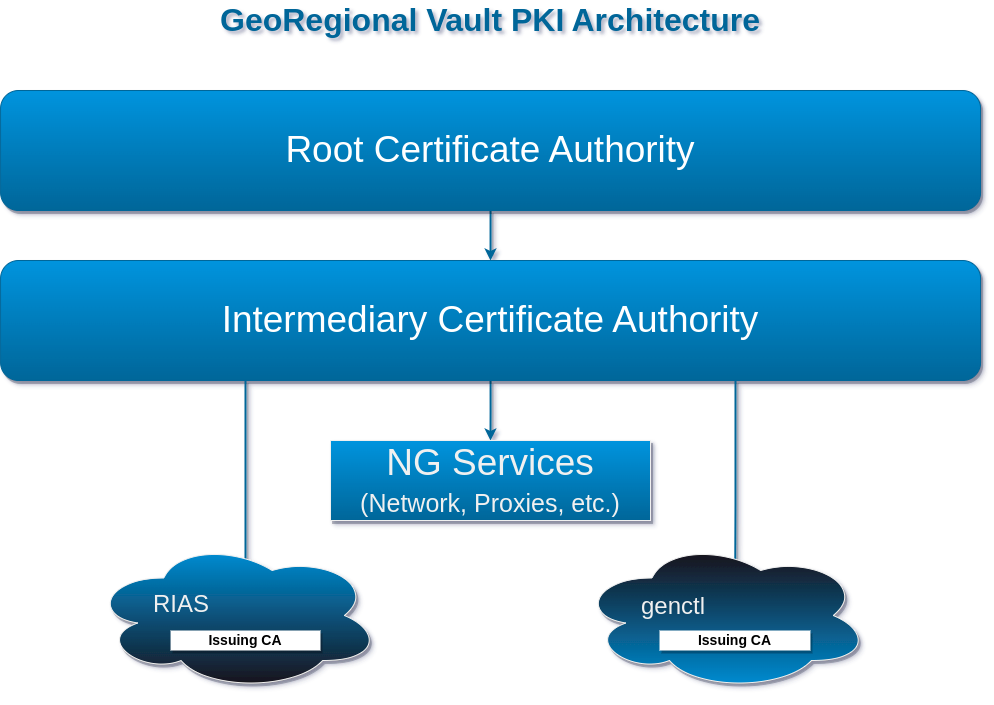 GeoRegional Vault PKI Architecture
Root Certificate Authority
Intermediary Certificate Authority
NG Services
(Network, Proxies, etc.)
RIAS
Issuing CA
genctl
Issuing CA